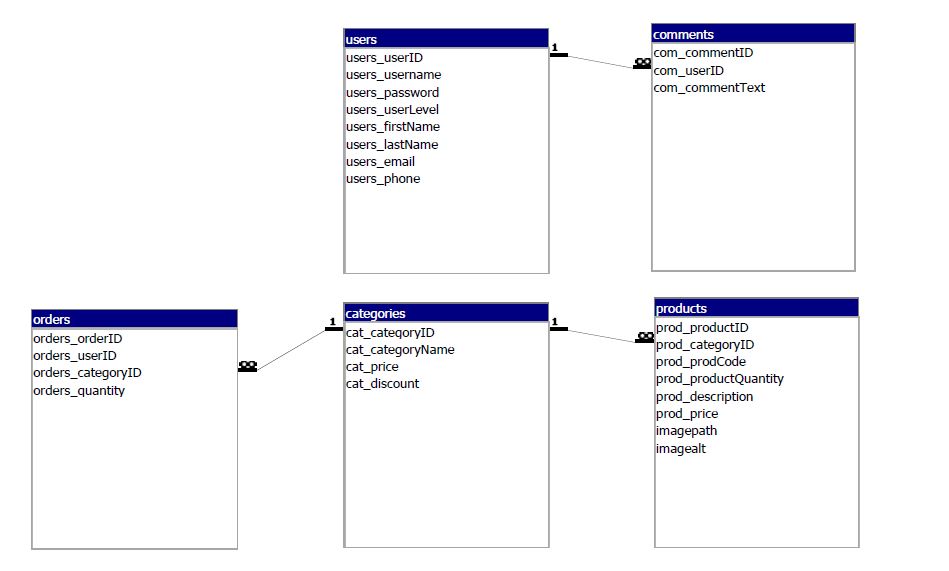 users
users_userID
users_username
users_password
users_userLevel
users_firstName
users_lastName
users_email
users_phone
1
comments
com_commentID
com_userID
com_commentText
∞
orders
orders_orderID
orders_userID
orders_categoryID
orders_quantity
∞
1
categories
cat_categoryID
cat_categoryName
cat_price
cat_discount
1
∞
products
prod_productID
prod_categoryID
prod_prodCode
prod_productQuantity
prod_description
prod_price
imagepath
imagealt